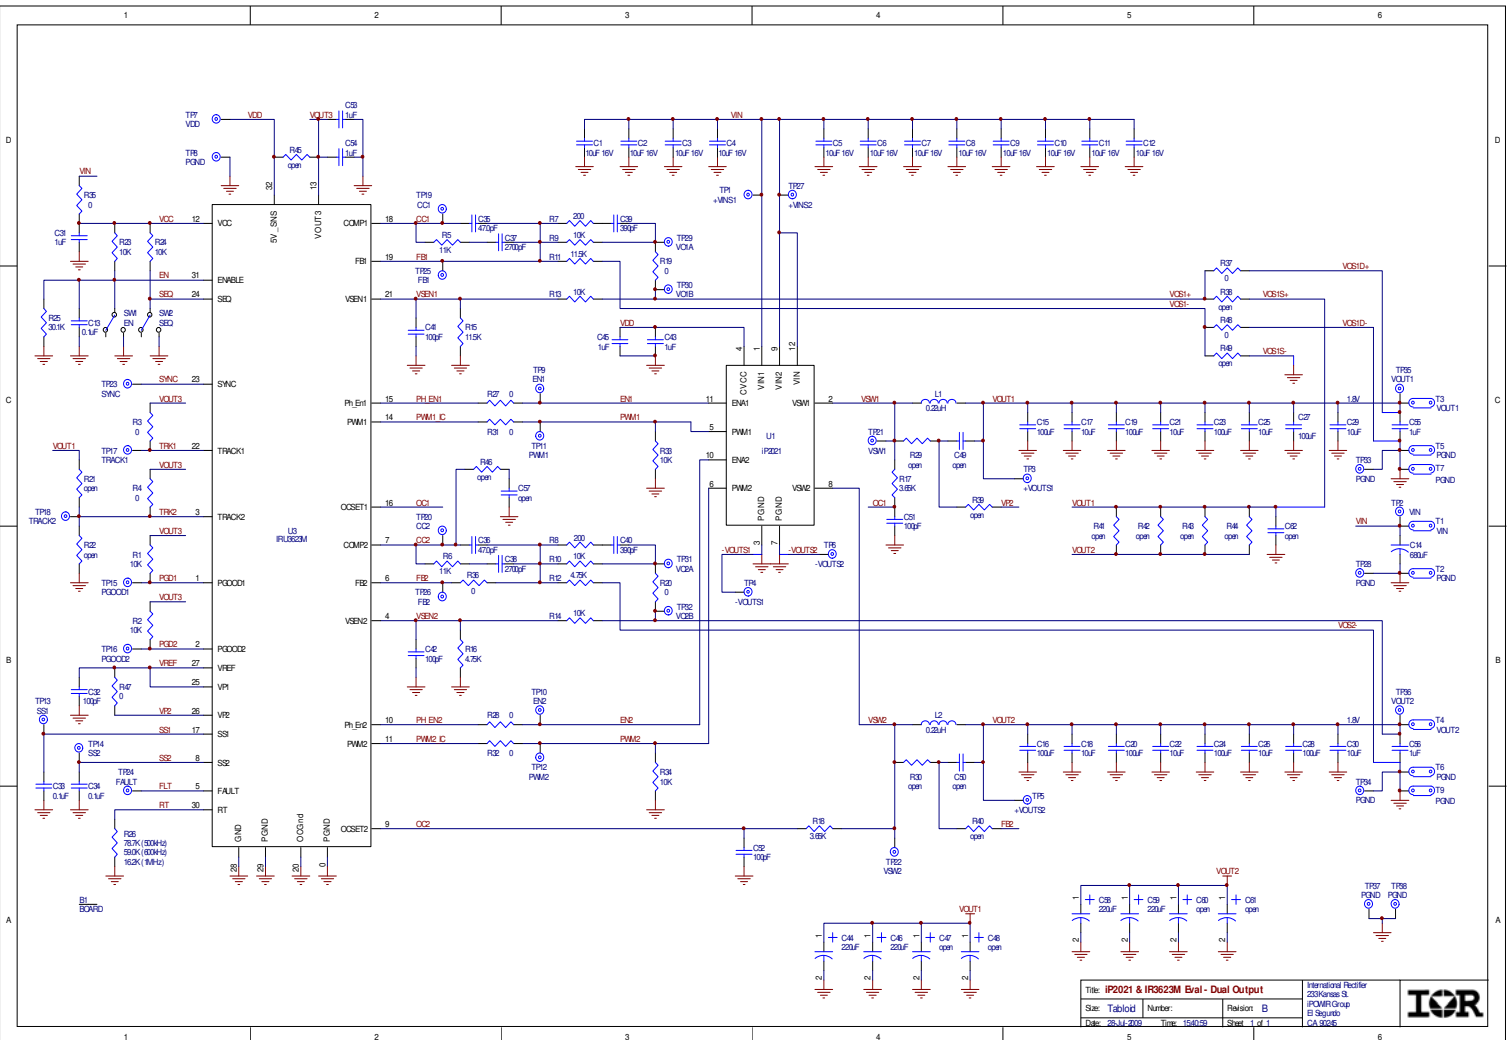 1 2 3 4 5 6
D
C
B
A
TP7
VDD
VDD
TP8
PGND
VOUT3
C53
1uF
C54
1uF
R45
open
32
13
VIN
R35
0
VCC
12
VCC
5V_SNS
VOUT3
C31
1uF
R23
10K
R24
10K
EN
31
ENABLE
SEQ
24
SEQ
R25
30.1K
C13
0.1uF
SW1
EN
SW2
SEQ
TP23
SYNC
SYNC
23
SYNC
VOUT3
R3
0
VOUT1
TP17
TRACK1
TRK1
22
TRACK1
VOUT3
R21
open
R4
0
TP18
TRACK2
TRK2
3
TRACK2
VOUT3
R22
open
R1
10K
TP15
PGOOD1
PGD1
1
PGOOD1
VOUT3
R2
10K
TP16
PGOOD2
PGD2
2
PGOOD2
VREF
27
VREF
25
VP1
C32
100pF
R47
0
VP2
26
VP2
TP13
SS1
SS1
17
SS1
TP14
SS2
SS2
8
SS2
TP24
FAULT
FLT
5
FAULT
C33
0.1uF
C34
0.1uF
RT
30
RT
R26
78.7K (500kHz)
59.0K (600kHz)
16.2K (1MHz)
B1
BOARD
U3
IRU3623M
GND
PGND
OCGnd
PGND
28
29
20
0
COMP1
18
FB1
19
VSEN1
21
Ph_En1
15
PWM1
14
OCSET1
16
COMP2
7
FB2
6
VSEN2
4
Ph_En2
10
PWM2
11
OCSET2
9
TP19
CC1
CC1
C35
470pF
R5
11K
C37
2700pF
R7
200
C39
390pF
R9
10K
R11
11.5K
FB1
TP25
FB1
TP29
VO1A
R19
0
TP30
VO1B
VSEN1
R13
10K
C41
100pF
R15
11.5K
VDD
C45
1uF
C43
1uF
PH_EN1
R27
0
TP9
EN1
EN1
PWM1_IC
R31
0
TP11
PWM1
PWM1
R33
10K
R46
open
C57
open
OC1
TP20
CC2
CC2
C36
470pF
R6
11K
C38
2700pF
R8
200
C40
390pF
R10
10K
R12
4.75K
FB2
R36
0
TP26
FB2
TP31
VO2A
R20
0
TP32
VO2B
VSEN2
R14
10K
C42
100pF
R16
4.75K
PH_EN2
R28
0
TP10
EN2
EN2
PWM2_IC
R32
0
TP12
PWM2
PWM2
R34
10K
OC2
C52
100pF
R18
3.65K
VIN
C1
10uF 16V
C2
10uF 16V
C3
10uF 16V
C4
10uF 16V
C5
10uF 16V
C6
10uF 16V
C7
10uF 16V
C8
10uF 16V
C9
10uF 16V
C10
10uF 16V
C11
10uF 16V
C12
10uF 16V
TP1
+VINS1
TP27
+VINS2
4
1
9
12
CVCC
VIN1
VIN2
VIN
11
ENA1
5
PWM1
10
ENA2
6
PWM2
U1
iP2021
VSW1
2
VSW2
8
PGND
PGND
3
7
-VOUTS1
TP4
-VOUTS1
-VOUTS2
TP6
-VOUTS2
VSW1
L1
0.22uH
VOUT1
TP21
VSW1
R29
open
C49
open
R17
3.65K
TP3
+VOUTS1
OC1
C51
100pF
R39
open
VP2
VOS1+
VOS1-
R37
0
VOS1D+
R38
open
VOS1S+
R48
0
VOS1D-
R49
open
VOS1S-
C15
100uF
C17
10uF
C19
100uF
C21
10uF
C23
100uF
C25
10uF
C27
100uF
C29
10uF
1.8V
TP35
VOUT1
T3
VOUT1
C55
1uF
T5
PGND
TP33
PGND
T7
PGND
TP2
VIN
VIN
T1
VIN
C14
680uF
TP28
PGND
T2
PGND
VOUT1
R41
open
R42
open
R43
open
R44
open
C62
open
VOUT2
VOS2-
VSW2
L2
0.22uH
VOUT2
R30
open
C50
open
TP5
+VOUTS2
R40
open
FB2
TP22
VSW2
C16
100uF
C18
10uF
C20
100uF
C22
10uF
C24
100uF
C26
10uF
C28
100uF
C30
10uF
1.8V
TP36
VOUT2
T4
VOUT2
C56
1uF
T6
PGND
TP34
PGND
T9
PGND
VOUT1
C44
220uF
C46
220uF
C47
open
C48
open
VOUT2
C58
220uF
C59
220uF
C60
open
C61
open
TP37
PGND
TP38
PGND
Title: iP2021 & IR3623M Eval - Dual Output
Size: Tabloid Number: Revision: B
Date: 28-Jul-2009 Time: 15:40:59 Sheet 1 of 1
International Rectifier
233 Kansas St.
iPOWIR Group
El Segundo
CA 90245
IOR
1 2 3 4 5 6